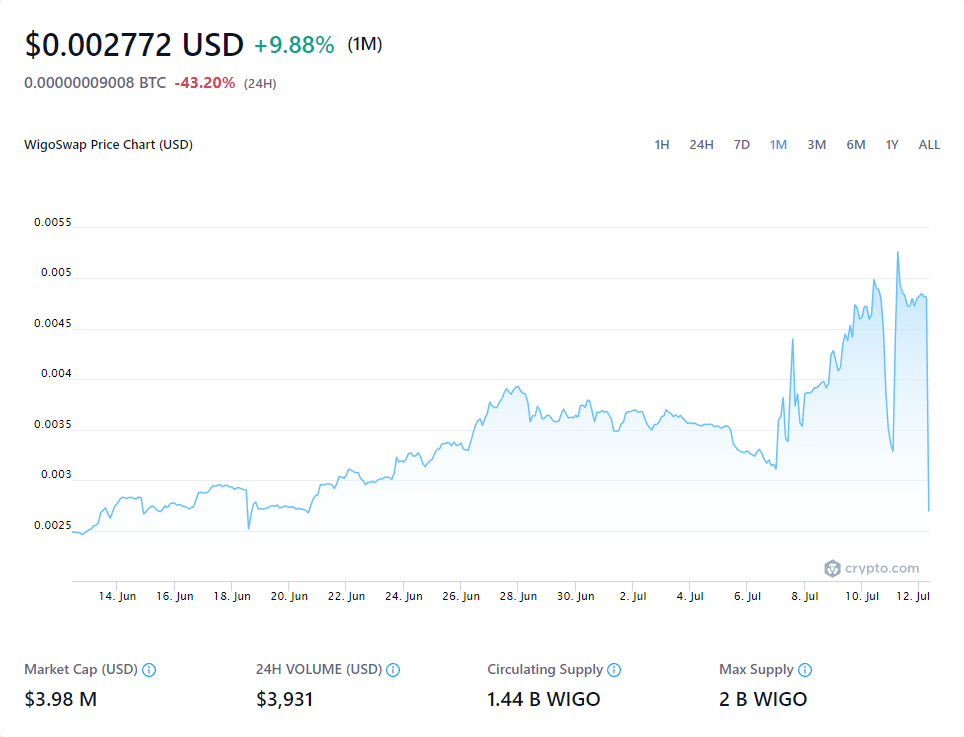 $0.002772 USD +9.88% (1M)
0.00000009008 BTC -43.20% (24H)
WigoSwap Price Chart (USD) 1H 24H 7D 1M 3M 6M 1Y ALL
0.0055
0.005
0.0045
0.004
0.0035
0.003
0.0025
crypto.com
14. Jun 16. Jun 18. Jun 20. Jun 22. Jun 24. Jun 26. Jun 28. Jun 30. Jun 2. Jul 4. Jul 6. Jul 8. Jul 10. Jul 12. Jul
Market Cap (USD) 24H VOLUME (USD) Circulating Supply Max Supply
$3.98 M $3,931 1.44 B WIGO 2 B WIGO